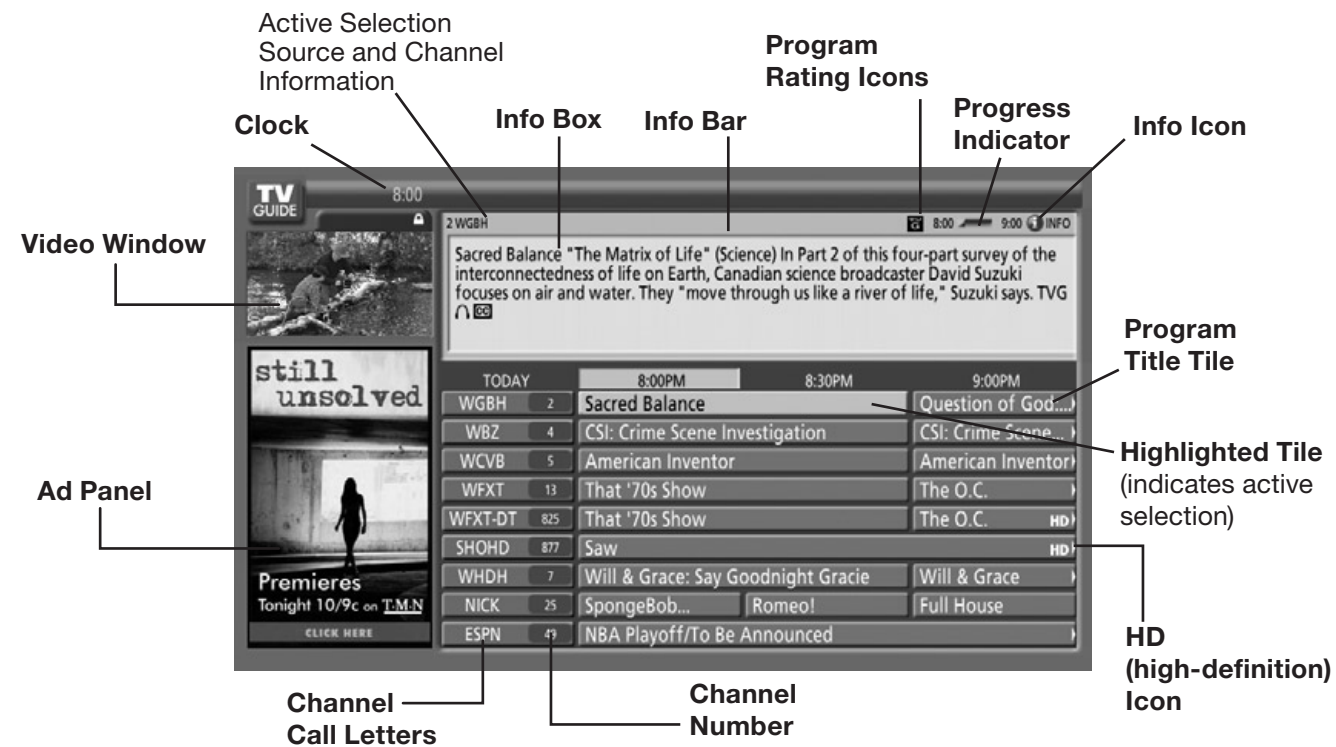 Active Selection
Source and Channel
Information
Program
Rating Icons
Clock
Info Box
Info Bar
Progress
Indicator
Info Icon
TV
GUIDE
8:00
2 WGBH
G
8:00
9:00
i INFO
Video Window
Sacred Balance "The Matrix of Life" (Science) In Part 2 of this four-part survey of the
interconnectedness of life on Earth, Canadian science broadcaster David Suzuki
focuses on air and water. They "move through us like a river of life," Suzuki says. TVG
CC
Program
Title Tile
still
unsolved
Premieres
Tonight 10/9c on T·M·N
CLICK HERE
Ad Panel
TODAY 8:00PM 8:30PM 9:00PM
WGBH 2 Sacred Balance Question of God....
WBZ 4 CSI: Crime Scene Investigation CSI: Crime Scene...
WCVB 5 American Inventor American Inventor
WFXT 13 That '70s Show The O.C.
WFXT-DT 825 That '70s Show The O.C. HD
SHOHD 877 Saw HD
WHDH 7 Will & Grace: Say Goodnight Gracie Will & Grace
NICK 25 SpongeBob... Romeo! Full House
ESPN 49 NBA Playoff/To Be Announced
Highlighted Tile
(indicates active
selection)
HD
(high-definition)
Icon
Channel
Call Letters
Channel
Number